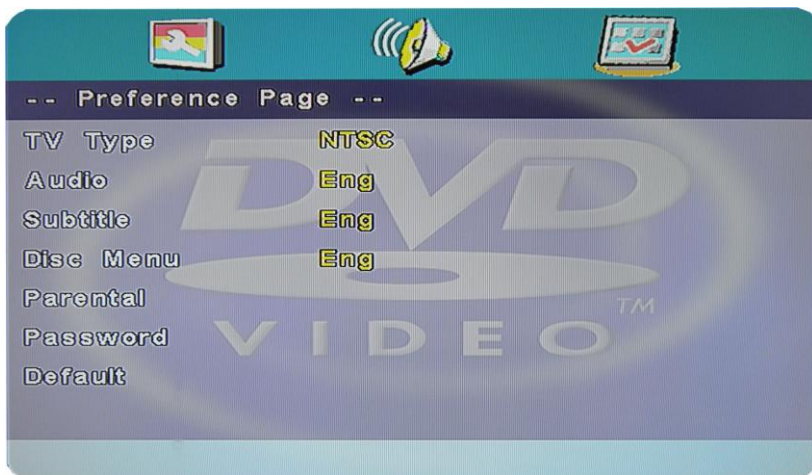 -- Preference Page --
TV Type NTSC
Audio Eng
Subtitle Eng
Disc Menu Eng
Parental
Password
Default
DVD
VIDEO TM